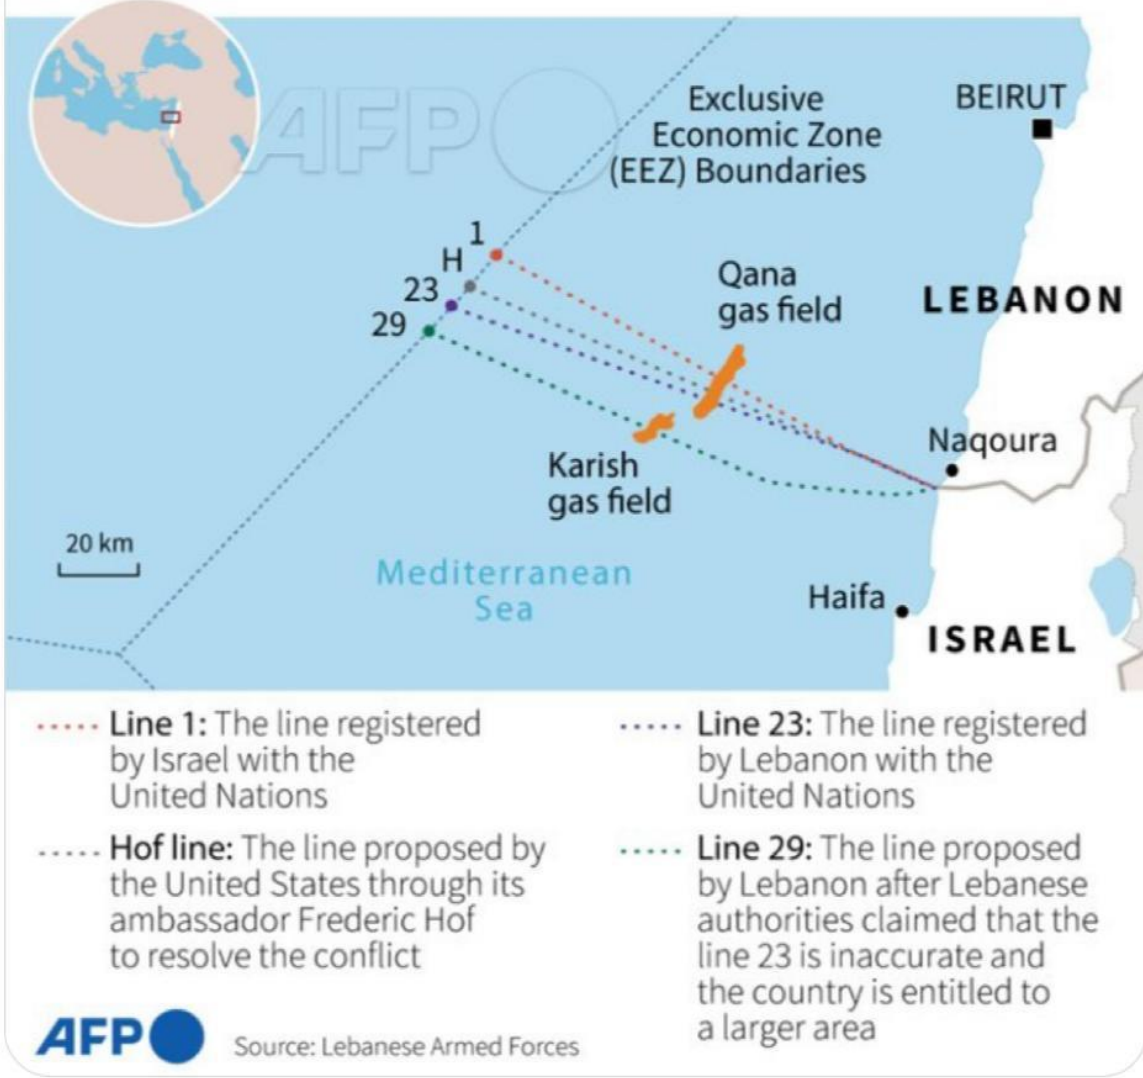 AFP
Exclusive
Economic Zone
(EEZ) Boundaries
BEIRUT
1
H
23
29
Qana
gas field
LEBANON
Naqoura
Karish
gas field
20 km
Mediterranean
Sea
Haifa
ISRAEL
Line 1: The line registered
by Israel with the
United Nations
Line 23: The line registered
by Lebanon with the
United Nations
Hof line: The line proposed by
the United States through its
ambassador Frederic Hof
to resolve the conflict
Line 29: The line proposed
by Lebanon after Lebanese
authorities claimed that the
line 23 is inaccurate and
the country is entitled to
a larger area
AFP
Source: Lebanese Armed Forces